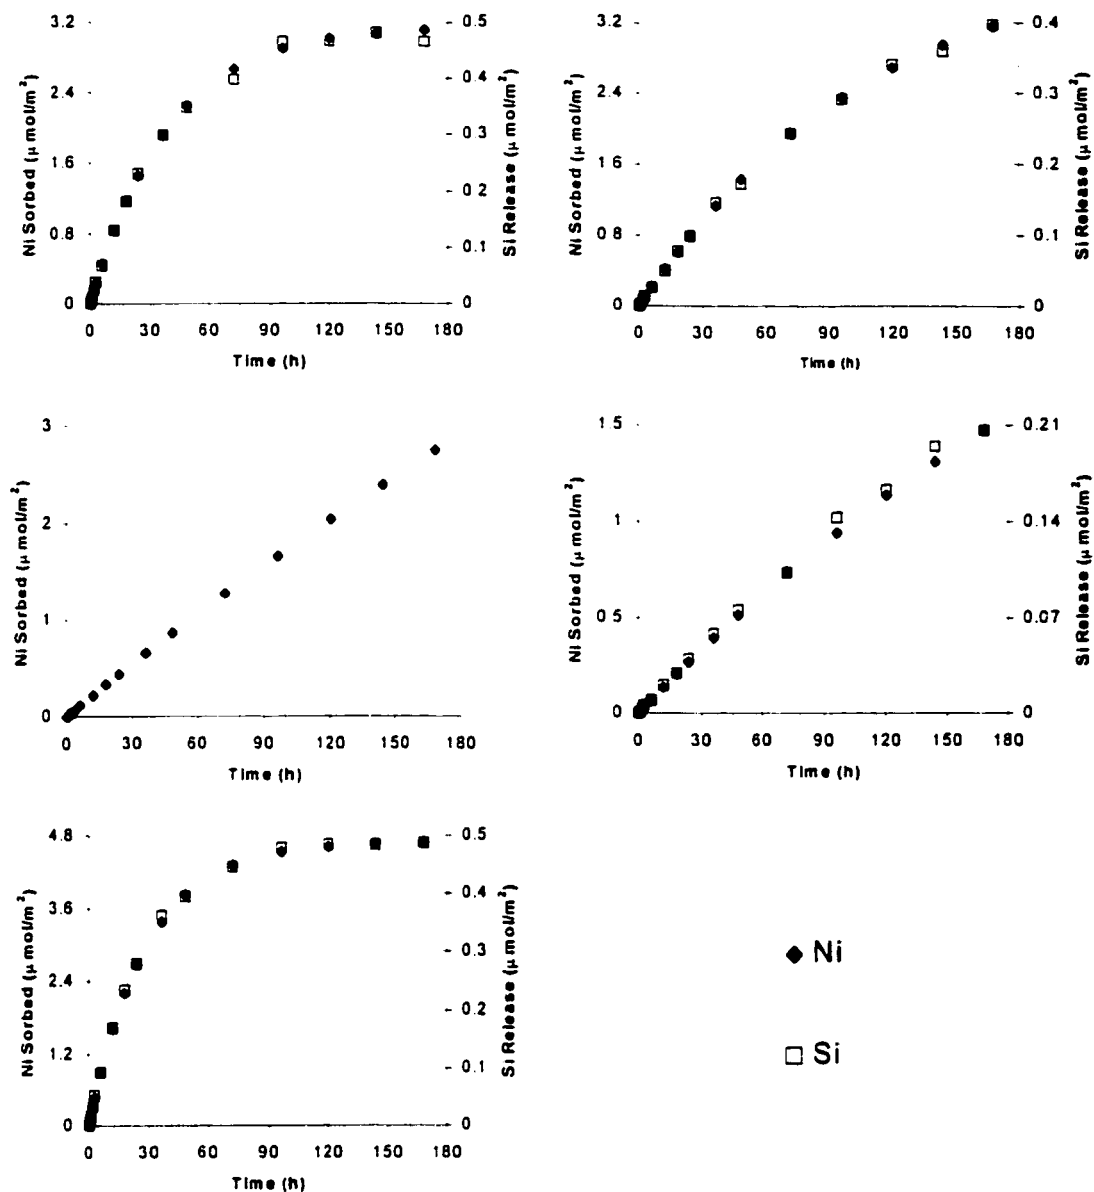 3.2 2.4 1.6 0.8 0
Ni Sorbed (μ mol/m²)
0.5 0.4 0.3 0.2 0.1 0
Si Release (μ mol/m²)
0 30 60 90 120 150 180
Time (h)
3.2 2.4 1.6 0.8 0
Ni Sorbed (μ mol/m²)
0.4 0.3 0.2 0.1 0
Si Release (μ mol/m²)
0 30 60 90 120 150 180
Time (h)
3 2 1 0
Ni Sorbed (μ mol/m²)
0 30 60 90 120 150 180
Time (h)
1.5 1 0 5 0
Ni Sorbed (μ mol/m²)
0.21 0.14 0.07 0
Si Release (μ mol/m²)
0 30 60 90 120 150 180
Time (h)
4.8 3.6 2.4 1.2 0
Ni Sorbed (μ mol/m²)
0.5 0.4 0.3 0.2 0.1 0
Si Release (μ mol/m²)
0 30 60 90 120 150 180
Time (h)
Ni
Si